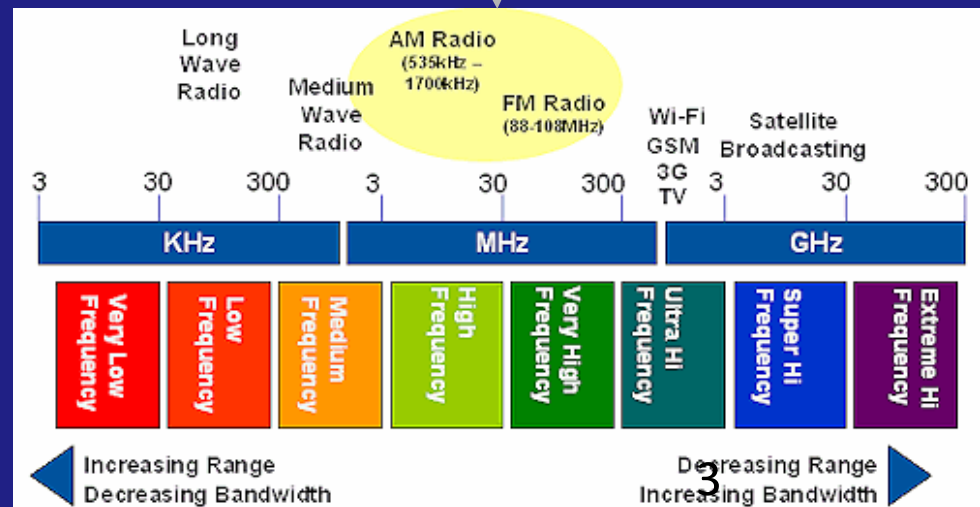 Long
Wave
Radio
Medium
Wave
Radio
AM Radio
(535kHz –
1700kHz)
FM Radio
(88-108MHz)
Wi-Fi
GSM
3G
TV
Satellite
Broadcasting
3 30 300 3 30 300 3 30 300
KHz MHz GHz
Very Low
Frequency
Low
Frequency
Medium
Frequency
High
Frequency
Very High
Frequency
Ultra Hi
Frequency
Super Hi
Frequency
Extreme Hi
Frequency
Increasing Range
Decreasing Bandwidth
Decreasing Range
Increasing Bandwidth
3